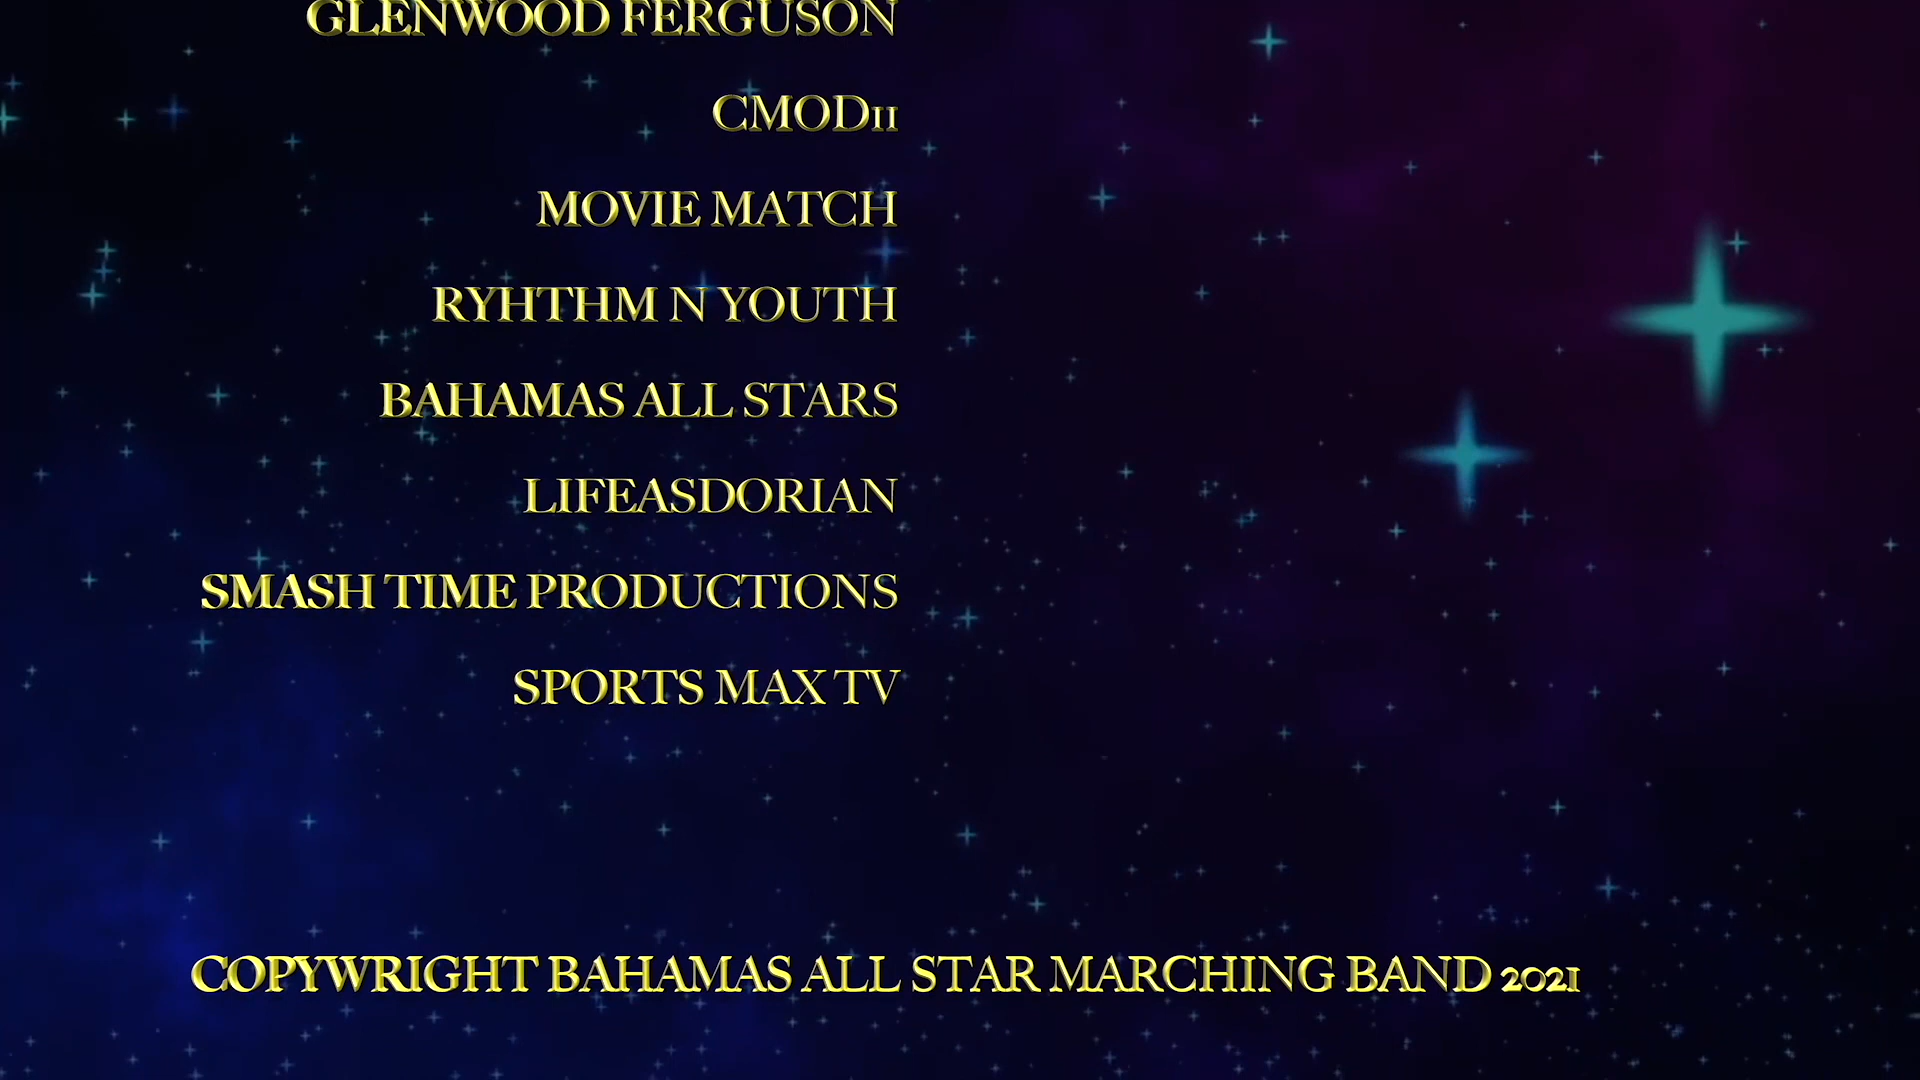 GLENWOOD FERGUSON
CMOD11
MOVIE MATCH
RYHTHM N YOUTH
BAHAMAS ALL STARS
LIFEASDORIAN
SMASH TIME PRODUCTIONS
SPORTS MAX TV
COPYWRIGHT BAHAMAS ALL STAR MARCHING BAND 2021